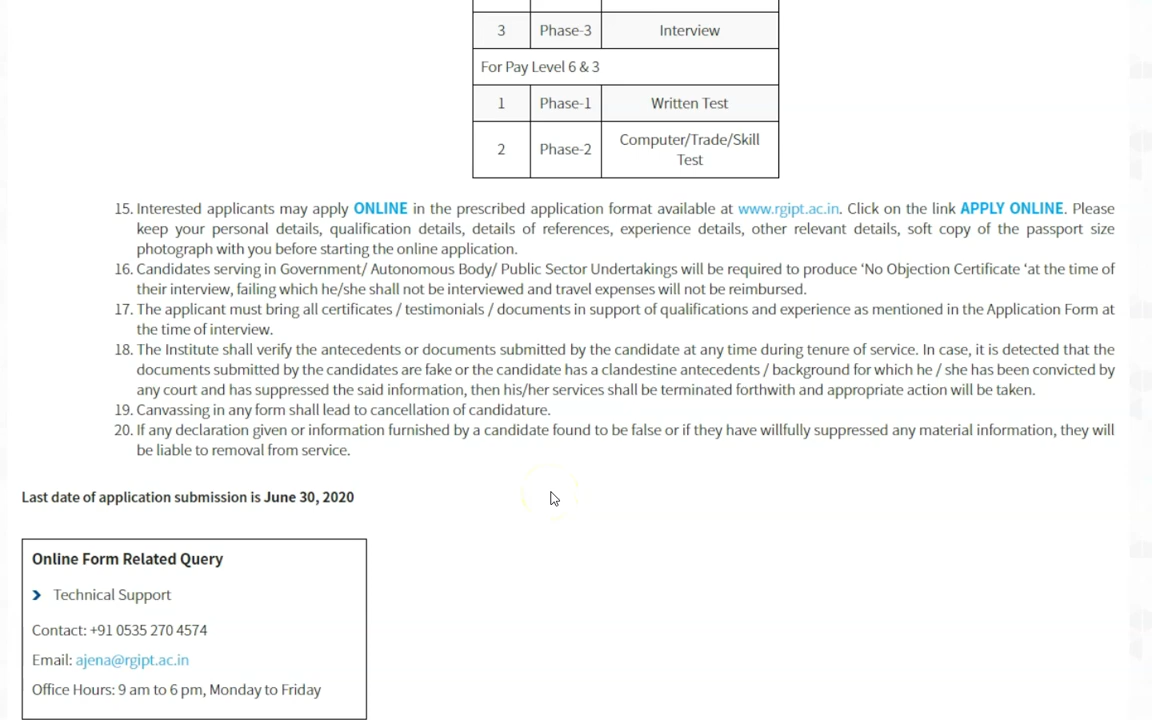 3 Phase-3 Interview
For Pay Level 6 & 3
1 Phase-1 Written Test
2 Phase-2 Computer/Trade/Skill
Test
15. Interested applicants may apply ONLINE in the prescribed application format available at www.rgipt.ac.in. Click on the link APPLY ONLINE. Please
keep your personal details, qualification details, details of references, experience details, other relevant details, soft copy of the passport size
photograph with you before starting the online application.
16. Candidates serving in Government/ Autonomous Body/ Public Sector Undertakings will be required to produce ‘No Objection Certificate ‘at the time of
their interview, failing which he/she shall not be interviewed and travel expenses will not be reimbursed.
17. The applicant must bring all certificates / testimonials / documents in support of qualifications and experience as mentioned in the Application Form at
the time of interview.
18. The Institute shall verify the antecedents or documents submitted by the candidate at any time during tenure of service. In case, it is detected that the
documents submitted by the candidates are fake or the candidate has a clandestine antecedents / background for which he / she has been convicted by
any court and has suppressed the said information, then his/her services shall be terminated forthwith and appropriate action will be taken.
19. Canvassing in any form shall lead to cancellation of candidature.
20. If any declaration given or information furnished by a candidate found to be false or if they have willfully suppressed any material information, they will
be liable to removal from service.
Last date of application submission is June 30, 2020
Online Form Related Query
Technical Support
Contact: +91 0535 270 4574
Email: ajena@rgipt.ac.in
Office Hours: 9 am to 6 pm, Monday to Friday